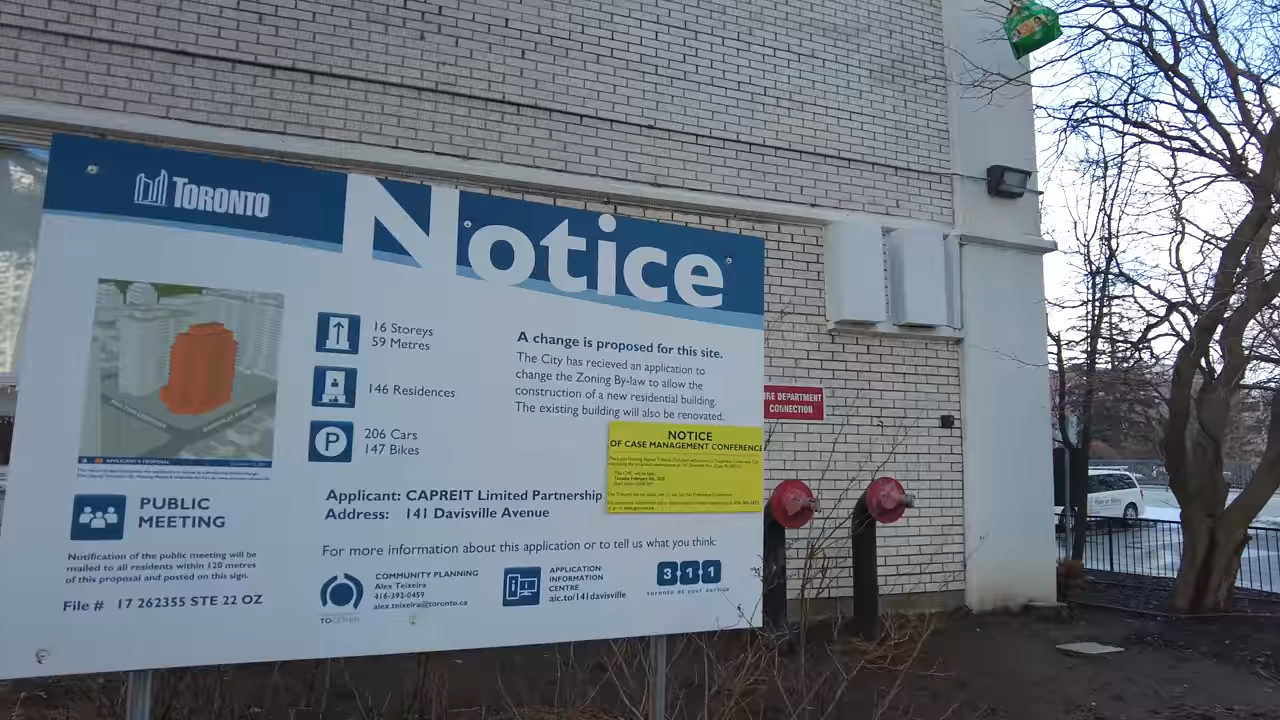 TORONTO
Notice
16 Storeys
59 Metres
146 Residences
206 Cars
147 Bikes
A change is proposed for this site.
The City has recieved an application to
change the Zoning By-law to allow the
construction of a new residential building.
The existing building will also be renovated.
APPLICANT'S PROPOSAL
NOTICE
OF CASE MANAGEMENT CONFERENCE
Applicant: CAPREIT Limited Partnership
Address: 141 Davisville Avenue
PUBLIC
MEETING
Notification of the public meeting will be
mailed to all residents within 120 metres
of this proposal and posted on this sign.
File # 17 262355 STE 22 OZ
For more information about this application or to tell us what you think:
COMMUNITY PLANNING
Alex Teixeira
416-392-0459
alex.teixeira@toronto.ca
APPLICATION
INFORMATION
CENTRE
aic.to/141davisville
311
toronto at your service
FIRE DEPARTMENT
CONNECTION